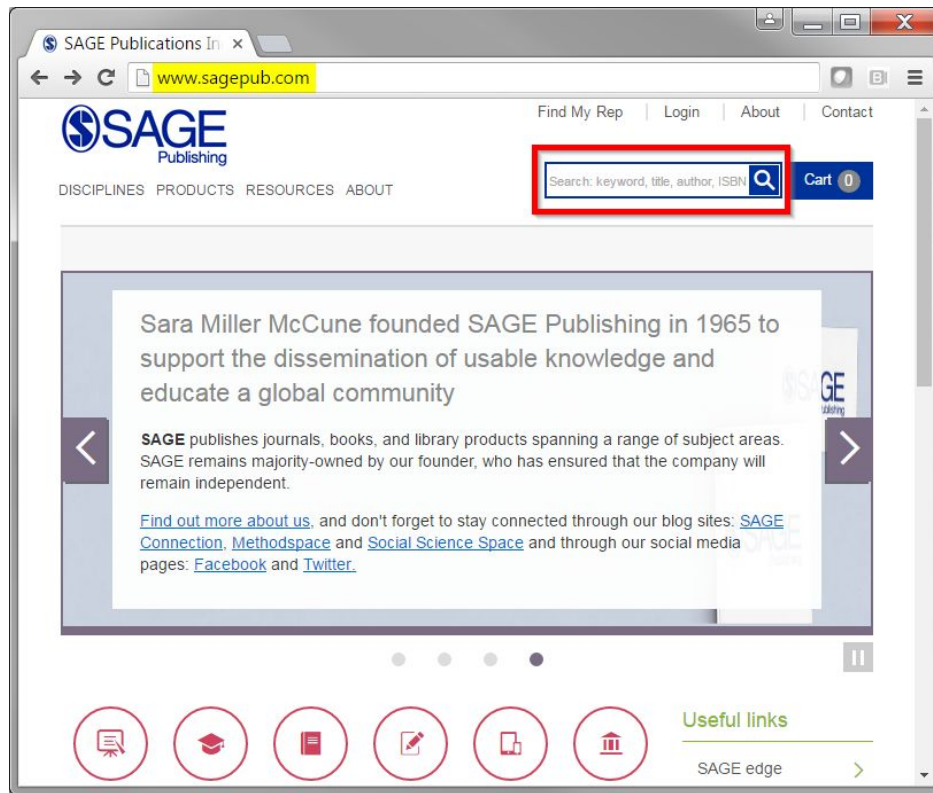 SAGE Publications In
www.sagepub.com
Find My Rep | Login | About | Contact
SAGE
Publishing
DISCIPLINES PRODUCTS RESOURCES ABOUT
Search: keyword, title, author, ISBN
Cart 0
Sara Miller McCune founded SAGE Publishing in 1965 to
support the dissemination of usable knowledge and
educate a global community
SAGE publishes journals, books, and library products spanning a range of subject areas.
SAGE remains majority-owned by our founder, who has ensured that the company will
remain independent.
Find out more about us, and don't forget to stay connected through our blog sites: SAGE
Connection, Methodspace and Social Science Space and through our social media
pages: Facebook and Twitter.
Useful links
SAGE edge